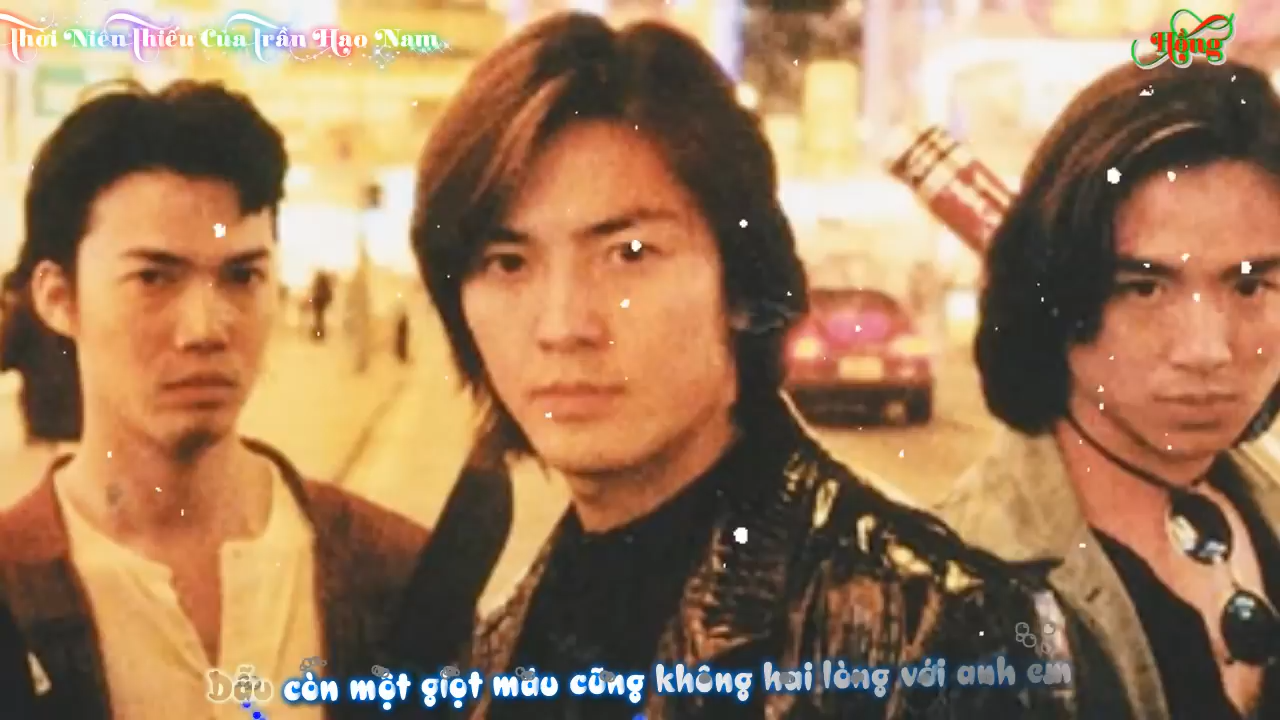 Thời Niên Thiếu Của Trần Hạo Nam
Hồng
Dẫu còn một giọt máu cũng không hai lòng với anh em